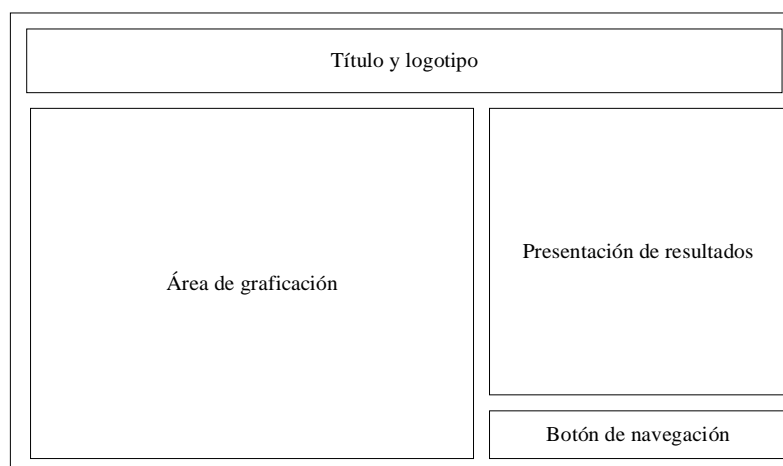 Título y logotipo
Área de graficación
Presentación de resultados
Botón de navegación